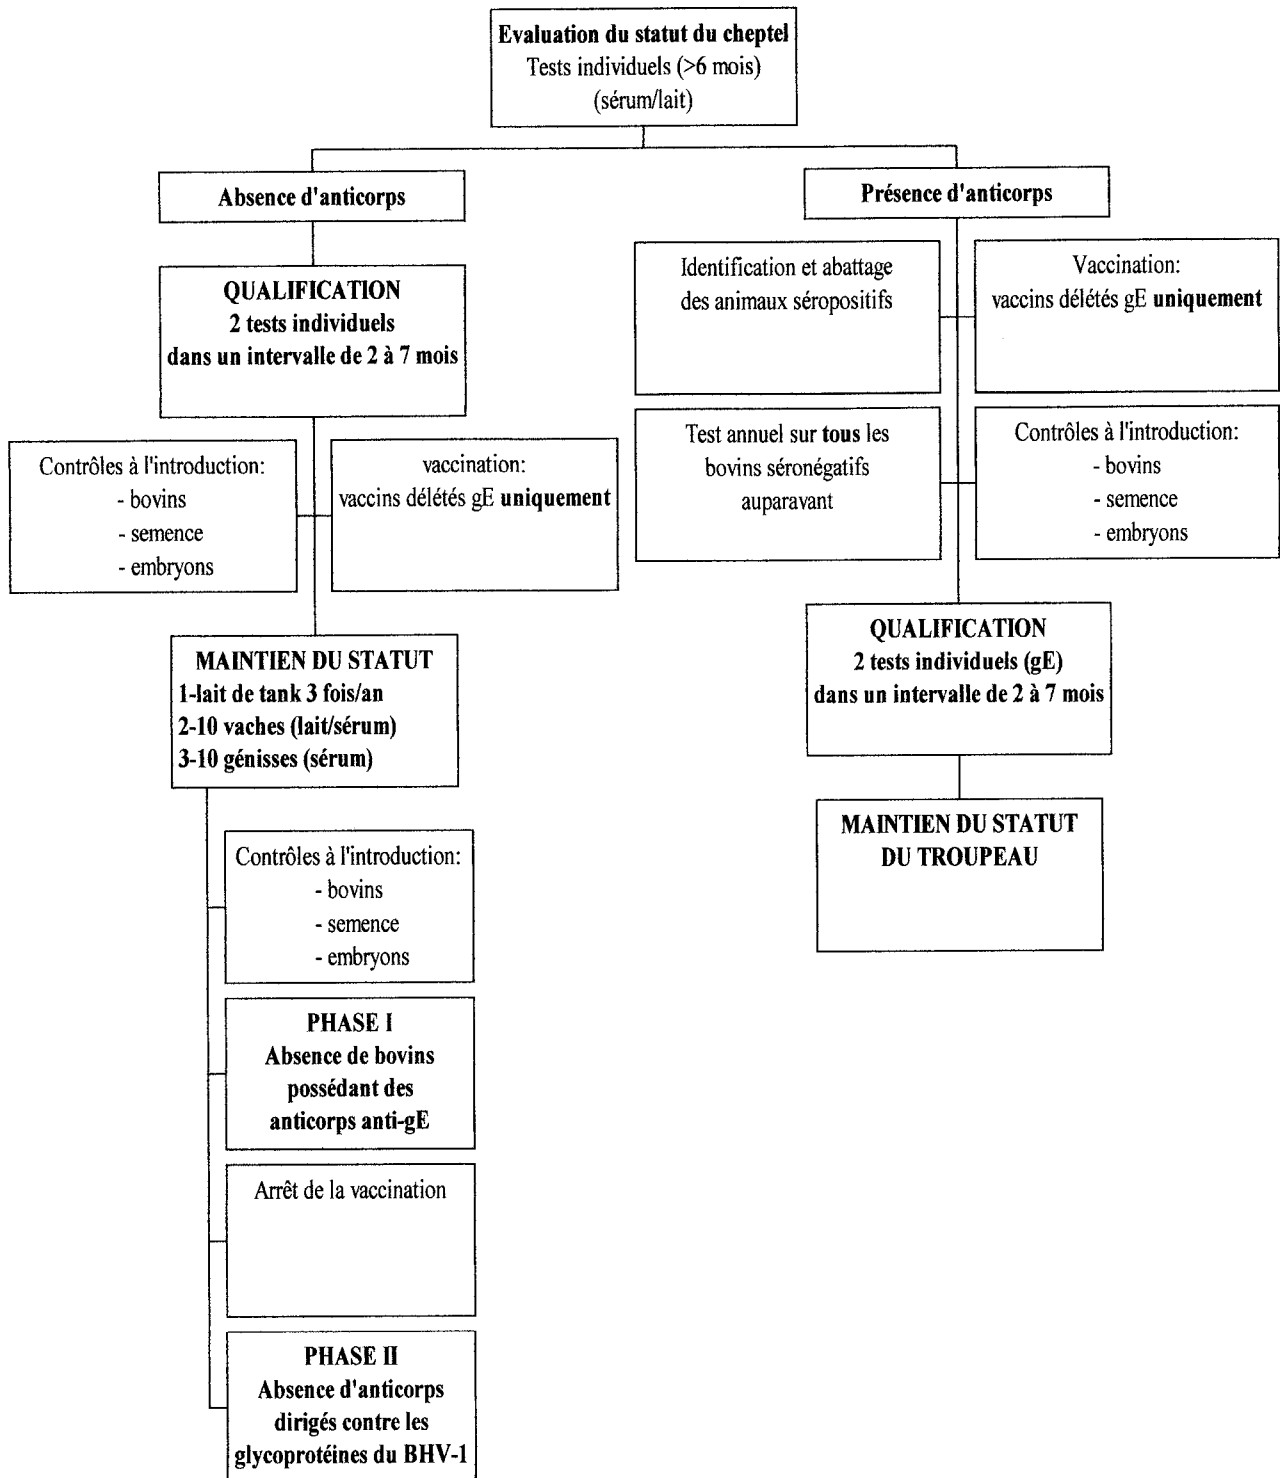 Evaluation du statut du cheptel
Tests individuels (>6 mois)
(sérum/lait)
Absence d'anticorps
Présence d'anticorps
QUALIFICATION
2 tests individuels
dans un intervalle de 2 à 7 mois
Identification et abattage
des animaux séropositifs
Vaccination:
vaccins délétés gE uniquement
Contrôles à l'introduction:
- bovins
- semence
- embryons
vaccination:
vaccins délétés gE uniquement
Test annuel sur tous les
bovins séronégatifs
auparavant
Contrôles à l'introduction:
- bovins
- semence
- embryons
MAINTIEN DU STATUT
1-lait de tank 3 fois/an
2-10 vaches (lait/sérum)
3-10 génisses (sérum)
QUALIFICATION
2 tests individuels (gE)
dans un intervalle de 2 à 7 mois
MAINTIEN DU STATUT
DU TROUPEAU
Contrôles à l'introduction:
- bovins
- semence
- embryons
PHASE I
Absence de bovins
possédant des
anticorps anti-gE
Arrêt de la vaccination
PHASE II
Absence d'anticorps
dirigés contre les
glycoprotéines du BHV-1